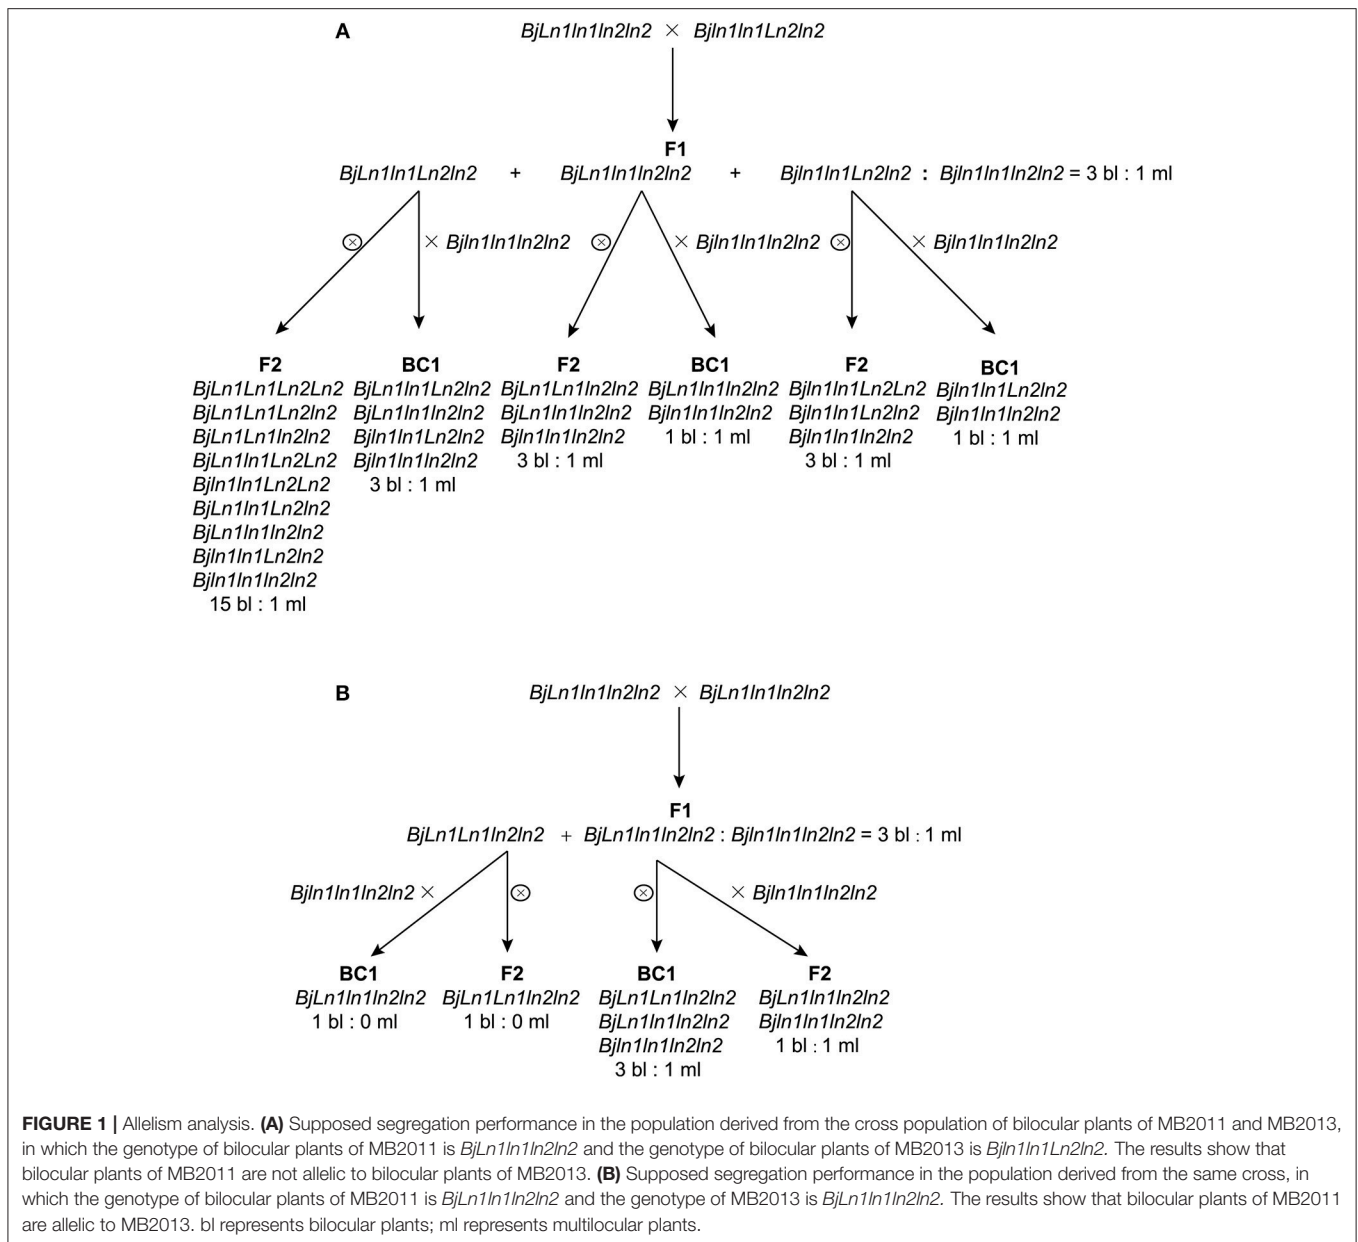 A
BjLn1ln1ln2ln2 × Bjln1ln1Ln2ln2
F1
BjLn1ln1Ln2ln2 + BjLn1ln1ln2ln2 + Bjln1ln1Ln2ln2 : Bjln1ln1ln2ln2 = 3 bl : 1 ml
⊗ × Bjln1ln1ln2ln2 ⊗ × Bjln1ln1ln2ln2 ⊗ × Bjln1ln1ln2ln2
F2
BjLn1Ln1Ln2Ln2
BjLn1Ln1Ln2ln2
BjLn1Ln1ln2ln2
BjLn1ln1Ln2Ln2
Bjln1ln1Ln2Ln2
BjLn1ln1Ln2ln2
BjLn1ln1ln2ln2
Bjln1ln1Ln2ln2
Bjln1ln1ln2ln2
15 bl : 1 ml
BC1
BjLn1ln1Ln2ln2
BjLn1ln1ln2ln2
Bjln1ln1Ln2ln2
Bjln1ln1ln2ln2
3 bl : 1 ml
F2
BjLn1Ln1ln2ln2
BjLn1ln1ln2ln2
Bjln1ln1ln2ln2
3 bl : 1 ml
BC1
BjLn1ln1ln2ln2
Bjln1ln1ln2ln2
1 bl : 1 ml
F2
Bjln1ln1Ln2Ln2
Bjln1ln1Ln2ln2
Bjln1ln1ln2ln2
3 bl : 1 ml
BC1
Bjln1ln1Ln2ln2
Bjln1ln1ln2ln2
1 bl : 1 ml
B
BjLn1ln1ln2ln2 × BjLn1ln1ln2ln2
F1
BjLn1Ln1ln2ln2 + BjLn1ln1ln2ln2 : Bjln1ln1ln2ln2 = 3 bl : 1 ml
Bjln1ln1ln2ln2 × ⊗ ⊗ × Bjln1ln1ln2ln2
BC1
BjLn1ln1ln2ln2
1 bl : 0 ml
F2
BjLn1Ln1ln2ln2
1 bl : 0 ml
BC1
BjLn1Ln1ln2ln2
BjLn1ln1ln2ln2
Bjln1ln1ln2ln2
3 bl : 1 ml
F2
BjLn1ln1ln2ln2
Bjln1ln1ln2ln2
1 bl : 1 ml
FIGURE 1 | Allelism analysis. (A) Supposed segregation performance in the population derived from the cross population of bilocular plants of MB2011 and MB2013,
in which the genotype of bilocular plants of MB2011 is BjLn1ln1ln2ln2 and the genotype of bilocular plants of MB2013 is Bjln1ln1Ln2ln2. The results show that
bilocular plants of MB2011 are not allelic to bilocular plants of MB2013. (B) Supposed segregation performance in the population derived from the same cross, in
which the genotype of bilocular plants of MB2011 is BjLn1ln1ln2ln2 and the genotype of MB2013 is BjLn1ln1ln2ln2. The results show that bilocular plants of MB2011
are allelic to MB2013. bl represents bilocular plants; ml represents multilocular plants.